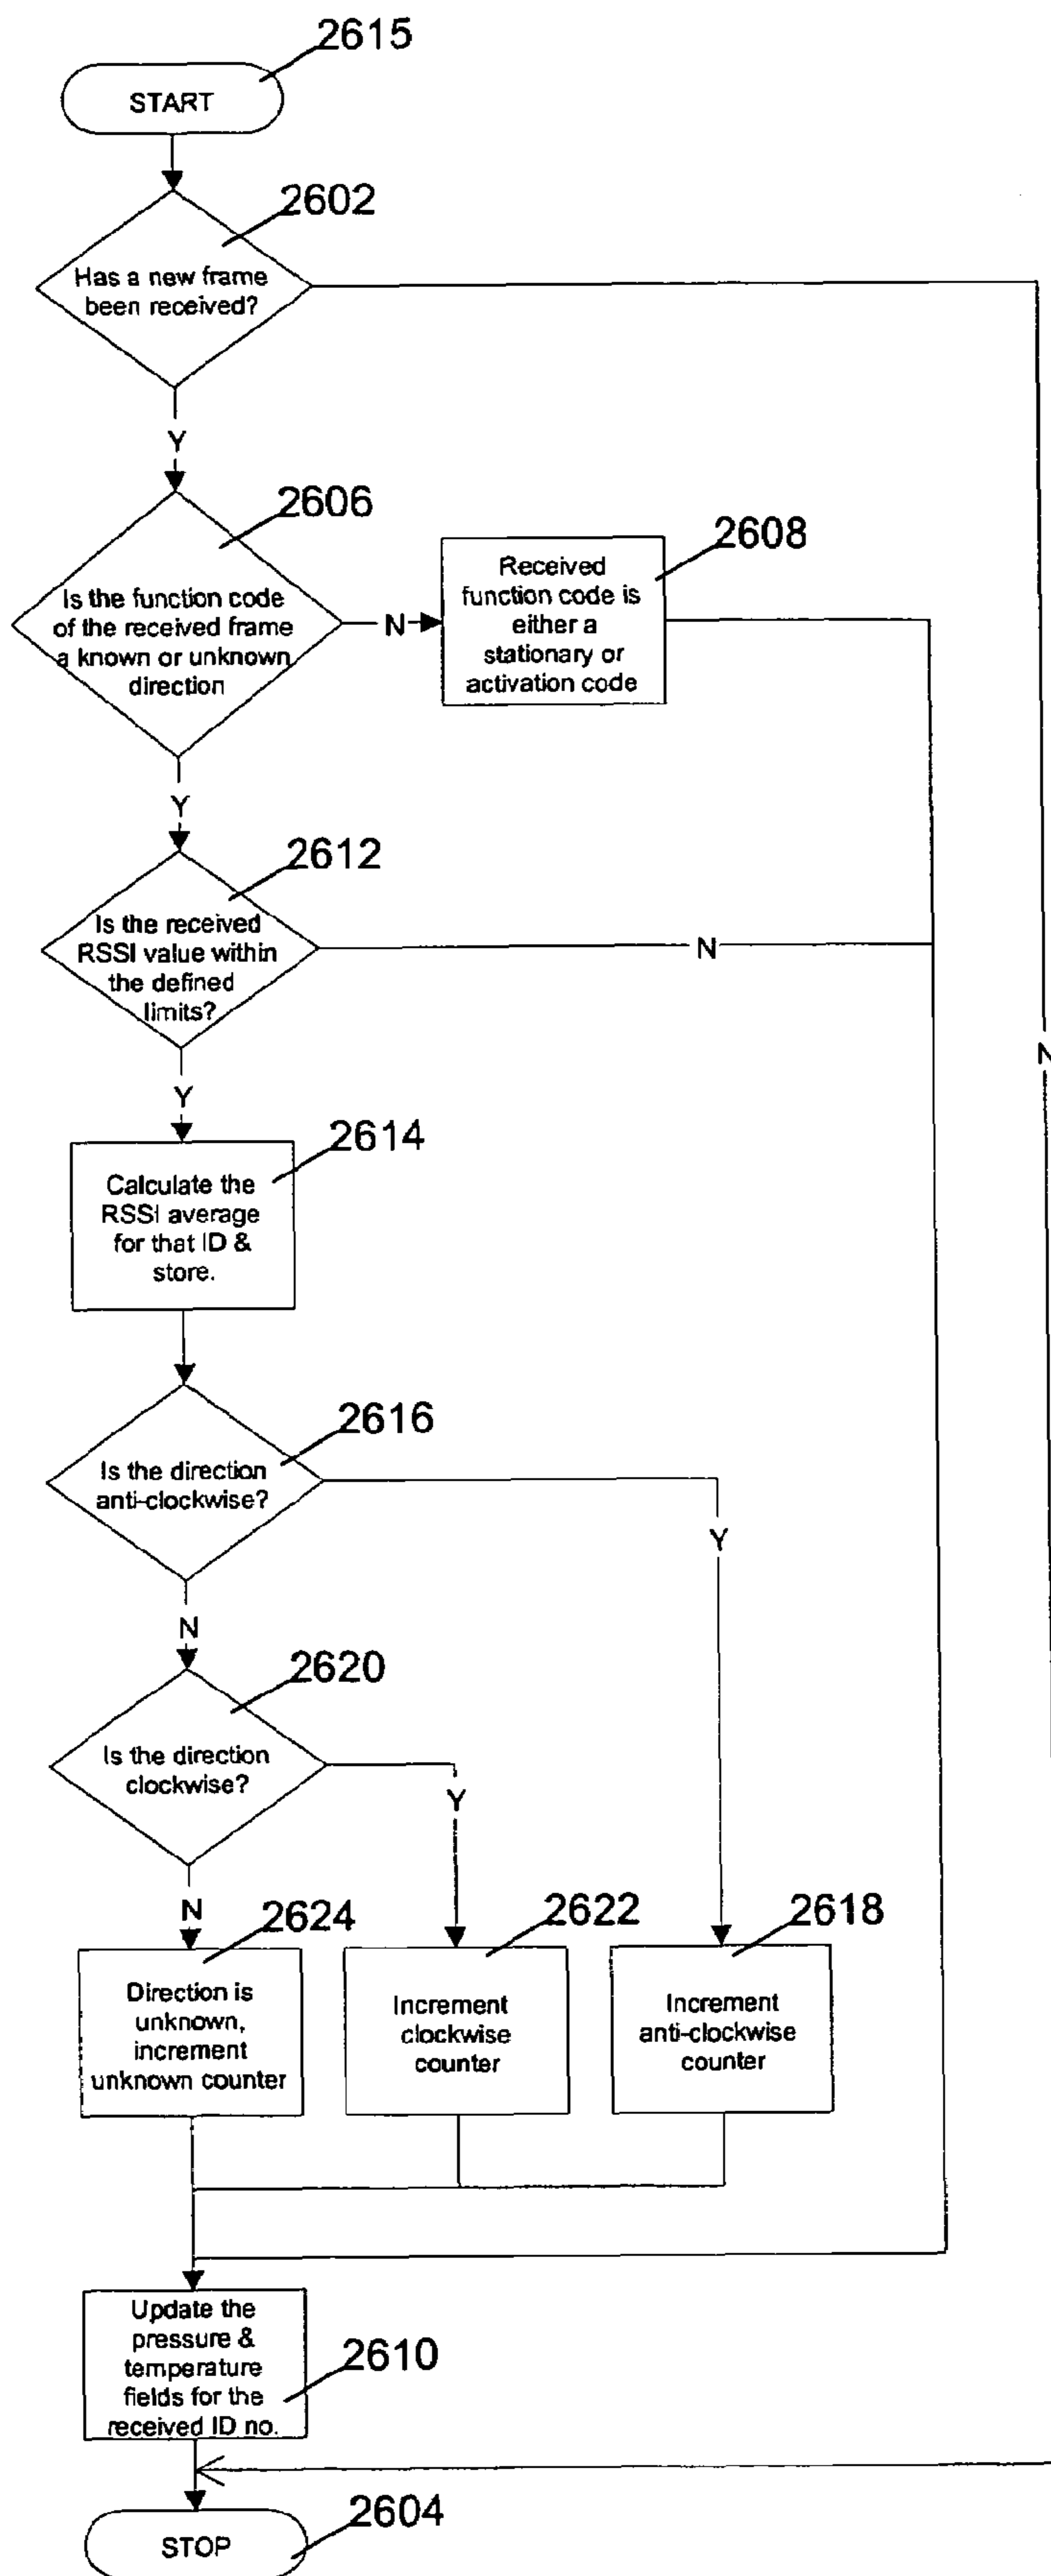 2615
START
2602
Has a new frame
been received?
Y
2606
Is the function code
of the received frame
a known or unknown
direction
N
2608
Received
function code is
either a
stationary or
activation code
Y
2612
Is the received
RSSI value within
the defined
limits?
N
N
Y
2614
Calculate the
RSSI average
for that ID &
store.
2616
Is the direction
anti-clockwise?
Y
N
2620
Is the direction
clockwise?
Y
N
2624
2622
2618
Direction is
unknown,
increment
unknown counter
Increment
clockwise
counter
Increment
anti-clockwise
counter
Update the
pressure &
temperature
fields for the
received ID no.
2610
2604
STOP